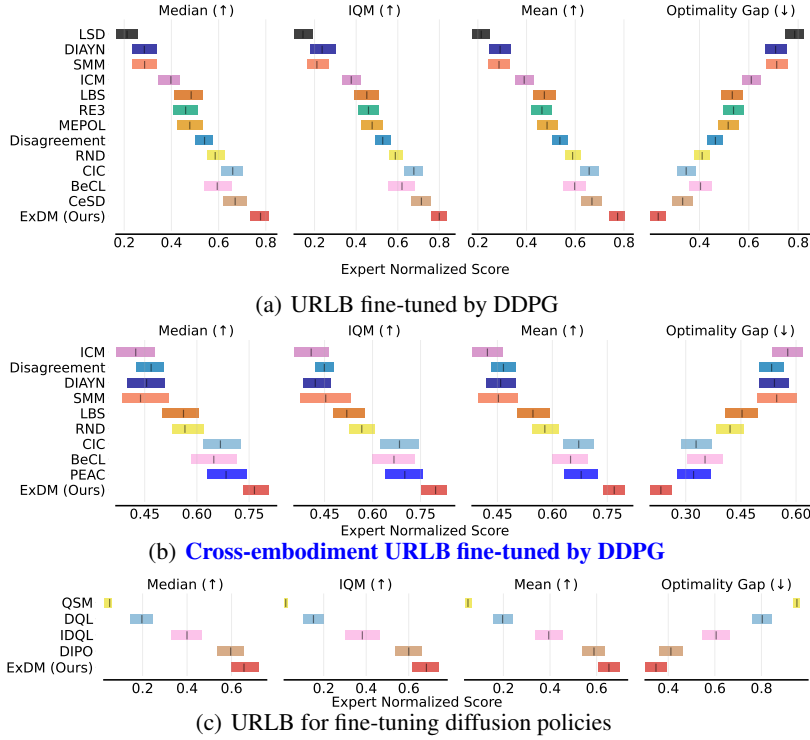 Median (↑) IQM (↑) Mean (↑) Optimality Gap (↓)
LSD
DIAYN
SMM
ICM
LBS
RE3
MEPOL
Disagreement
RND
CIC
BeCL
CeSD
ExDM (Ours)
0.2 0.4 0.6 0.8 0.2 0.4 0.6 0.8 0.2 0.4 0.6 0.8 0.4 0.6 0.8
Expert Normalized Score
(a) URLB fine-tuned by DDPG
Median (↑) IQM (↑) Mean (↑) Optimality Gap (↓)
ICM
Disagreement
DIAYN
SMM
LBS
RND
CIC
BeCL
PEAC
ExDM (Ours)
0.45 0.60 0.75 0.45 0.60 0.75 0.45 0.60 0.75 0.30 0.45 0.60
Expert Normalized Score
(b) Cross-embodiment URLB fine-tuned by DDPG
Median (↑) IQM (↑) Mean (↑) Optimality Gap (↓)
QSM
DQL
IDQL
DIPO
ExDM (Ours)
0.2 0.4 0.6 0.2 0.4 0.6 0.2 0.4 0.6 0.4 0.6 0.8
Expert Normalized Score
(c) URLB for fine-tuning diffusion policies